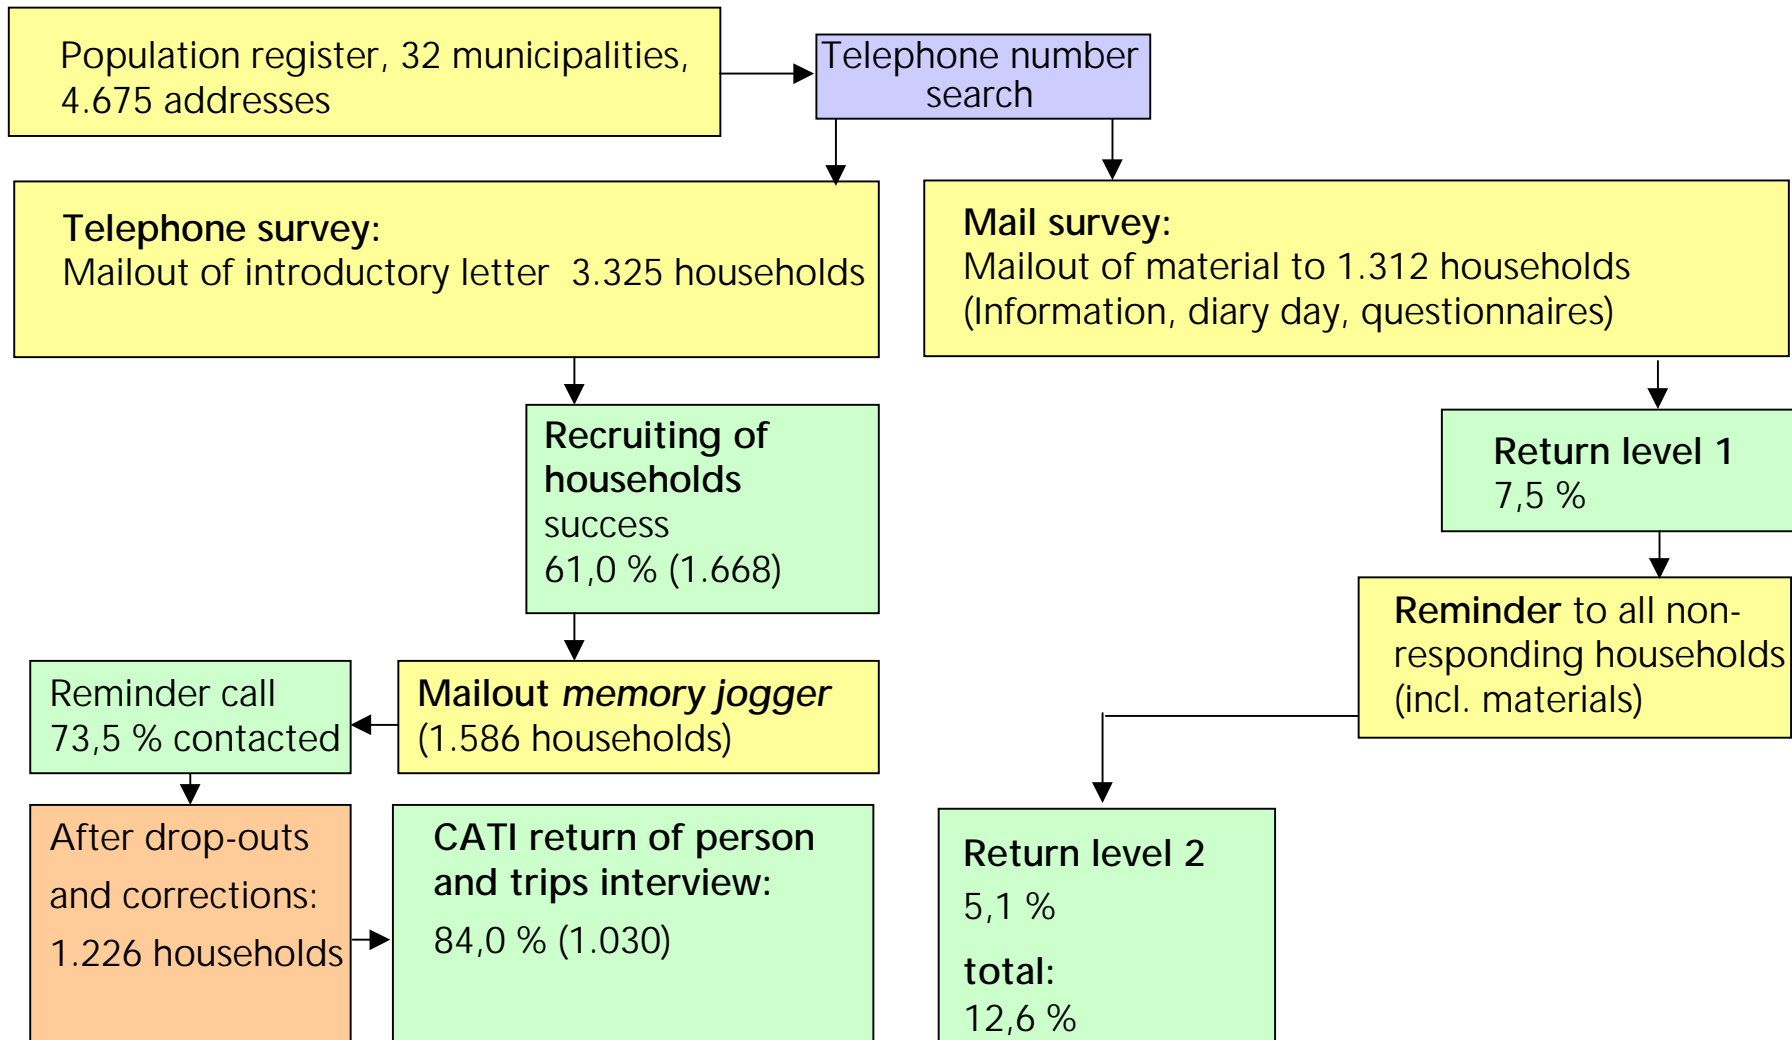 Population register, 32 municipalities,
4.675 addresses
Telephone number
search
Telephone survey:
Mailout of introductory letter  3.325 households
Mail survey:
Mailout of material to 1.312 households
(Information, diary day, questionnaires)
Recruiting of
households
success
61,0 % (1.668)
Return level 1
7,5 %
Reminder to all non-
responding households
(incl. materials)
Mailout memory jogger
(1.586 households)
Reminder call
73,5 % contacted
After drop-outs
and corrections:
1.226 households
CATI return of person
and trips interview:
84,0 % (1.030)
Return level 2
5,1 %
total:
12,6 %